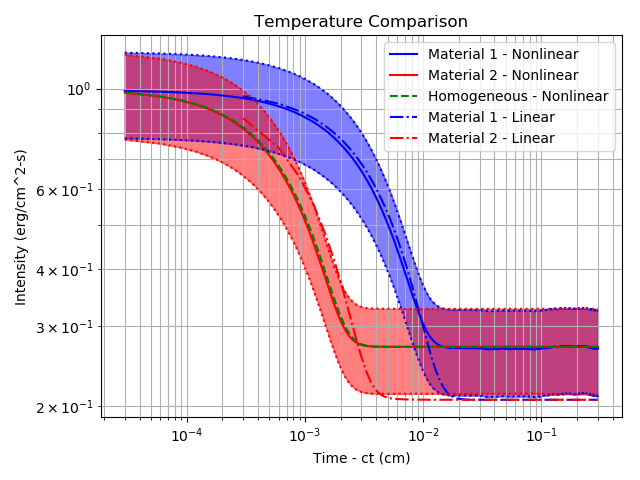 Temperature Comparison
Intensity (erg/cm^2-s)
10⁰
6 × 10⁻¹
4 × 10⁻¹
3 × 10⁻¹
2 × 10⁻¹
Material 1 - Nonlinear
Material 2 - Nonlinear
Homogeneous - Nonlinear
Material 1 - Linear
Material 2 - Linear
10⁻⁴
10⁻³
10⁻²
10⁻¹
Time - ct (cm)